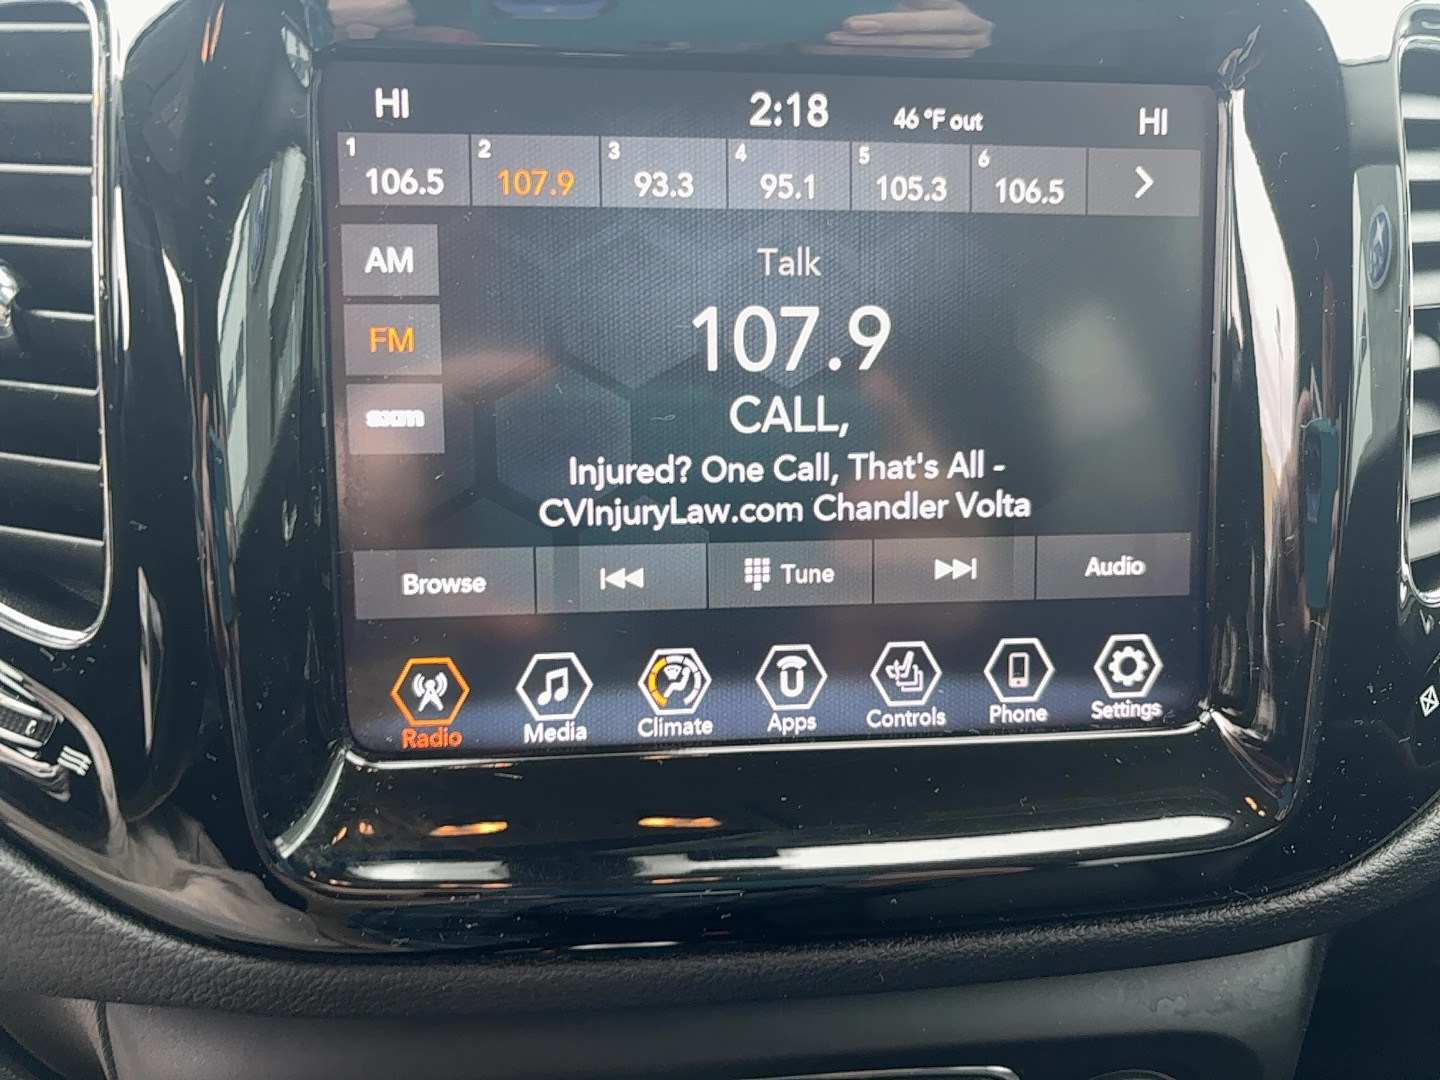 HI 2:18 46 °F out HI
1 106.5 2 107.9 3 93.3 4 95.1 5 105.3 6 106.5
AM
FM
sxm
Talk
107.9
CALL,
Injured? One Call, That's All -
CVInjuryLaw.com Chandler Volta
Browse Tune Audio
Radio Media Climate Apps Controls Phone Settings